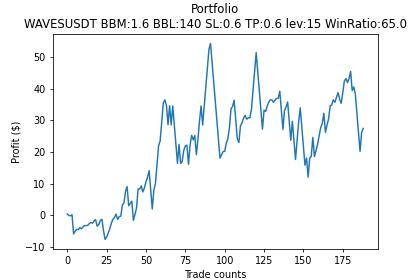 Portfolio
WAVESUSDT BBM:1.6 BBL:140 SL:0.6 TP:0.6 lev:15 WinRatio:65.0
Profit ($)
50
40
30
20
10
0
−10
0 25 50 75 100 125 150 175
Trade counts